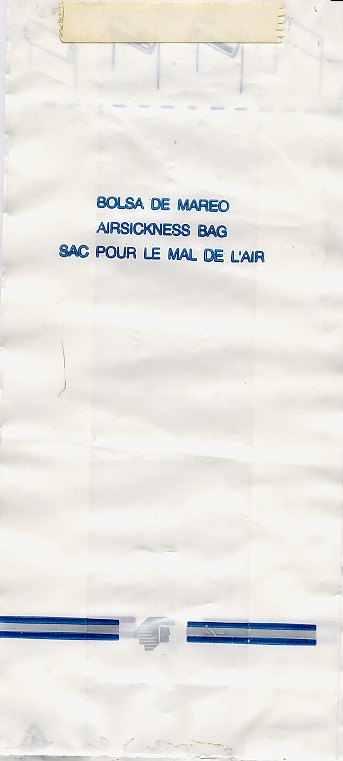 BOLSA DE MAREO
AIRSICKNESS BAG
SAC POUR LE MAL DE L'AIR